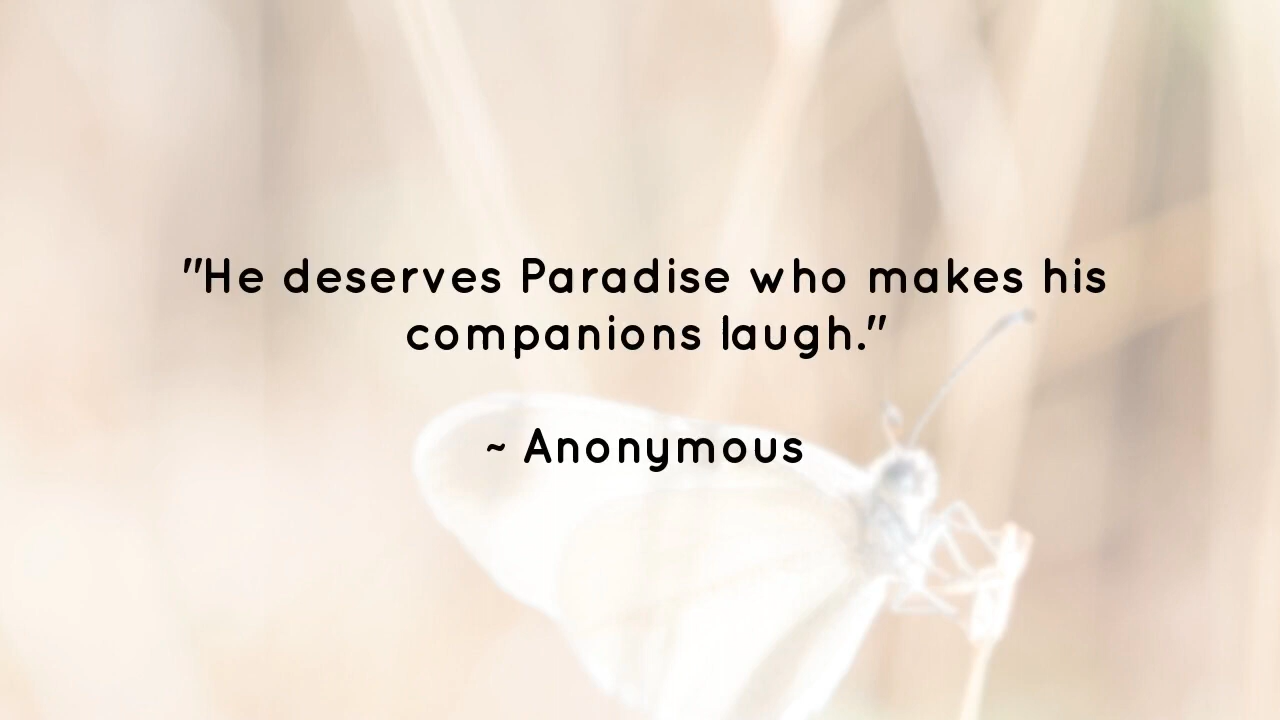 "He deserves Paradise who makes his
companions laugh."
~ Anonymous